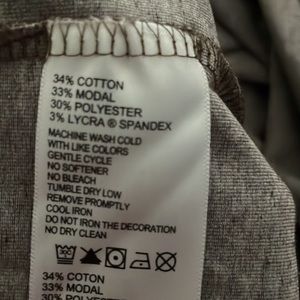 34% COTTON
33% MODAL
30% POLYESTER
3% LYCRA ® SPANDEX
MACHINE WASH COLD
WITH LIKE COLORS
GENTLE CYCLE
NO SOFTENER
NO BLEACH
TUMBLE DRY LOW
REMOVE PROMPTLY
COOL IRON
DO NOT IRON THE DECORATION
NO DRY CLEAN
34% COTON
33% MODAL
30% POLYESTER